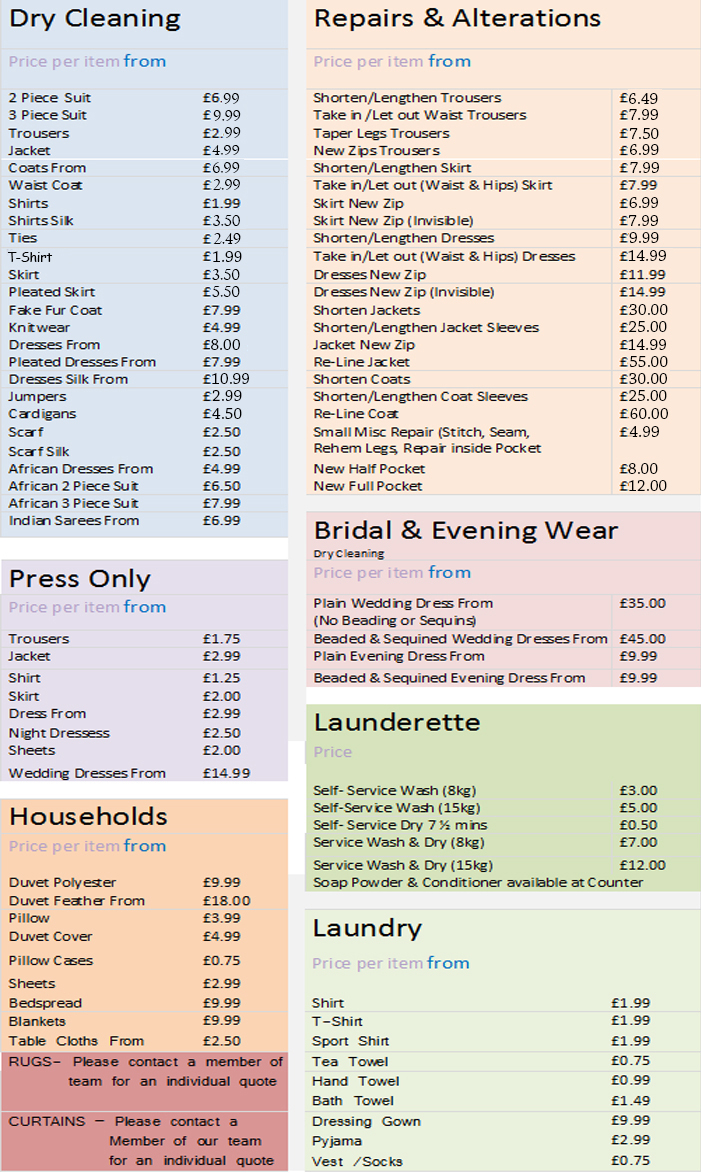 Dry Cleaning
Price per item from
2 Piece Suit £6.99
3 Piece Suit £9.99
Trousers £2.99
Jacket £4.99
Coats From £6.99
Waist Coat £2.99
Shirts £1.99
Shirts Silk £3.50
Ties £2.49
T-Shirt £1.99
Skirt £3.50
Pleated Skirt £5.50
Fake Fur Coat £7.99
Knitwear £4.99
Dresses From £8.00
Pleated Dresses From £7.99
Dresses Silk From £10.99
Jumpers £2.99
Cardigans £4.50
Scarf £2.50
Scarf Silk £2.50
African Dresses From £4.99
African 2 Piece Suit £6.50
African 3 Piece Suit £7.99
Indian Sarees From £6.99
Press Only
Price per item from
Trousers £1.75
Jacket £2.99
Shirt £1.25
Skirt £2.00
Dress From £2.99
Night Dressess £2.50
Sheets £2.00
Wedding Dresses From £14.99
Households
Price per item from
Duvet Polyester £9.99
Duvet Feather From £18.00
Pillow £3.99
Duvet Cover £4.99
Pillow Cases £0.75
Sheets £2.99
Bedspread £9.99
Blankets £9.99
Table Cloths From £2.50
RUGS– Please contact a member of
team for an individual quote
CURTAINS – Please contact a
Member of our team
for an individual quote
Repairs & Alterations
Price per item from
Shorten/Lengthen Trousers £6.49
Take in /Let out Waist Trousers £7.99
Taper Legs Trousers £7.50
New Zips Trousers £6.99
Shorten/Lengthen Skirt £7.99
Take in/Let out (Waist & Hips) Skirt £7.99
Skirt New Zip £6.99
Skirt New Zip (Invisible) £7.99
Shorten/Lengthen Dresses £9.99
Take in/Let out (Waist & Hips) Dresses £14.99
Dresses New Zip £11.99
Dresses New Zip (Invisible) £14.99
Shorten Jackets £30.00
Shorten/Lengthen Jacket Sleeves £25.00
Jacket New Zip £14.99
Re-Line Jacket £55.00
Shorten Coats £30.00
Shorten/Lengthen Coat Sleeves £25.00
Re-Line Coat £60.00
Small Misc Repair (Stitch, Seam, £4.99
Rehem Legs, Repair inside Pocket
New Half Pocket £8.00
New Full Pocket £12.00
Bridal & Evening Wear
Dry Cleaning
Price per item from
Plain Wedding Dress From £35.00
(No Beading or Sequins)
Beaded & Sequined Wedding Dresses From £45.00
Plain Evening Dress From £9.99
Beaded & Sequined Evening Dress From £9.99
Launderette
Price
Self- Service Wash (8kg) £3.00
Self-Service Wash (15kg) £5.00
Self- Service Dry 7 ½ mins £0.50
Service Wash & Dry (8kg) £7.00
Service Wash & Dry (15kg) £12.00
Soap Powder & Conditioner available at Counter
Laundry
Price per item from
Shirt £1.99
T-Shirt £1.99
Sport Shirt £1.99
Tea Towel £0.75
Hand Towel £0.99
Bath Towel £1.49
Dressing Gown £9.99
Pyjama £2.99
Vest /Socks £0.75